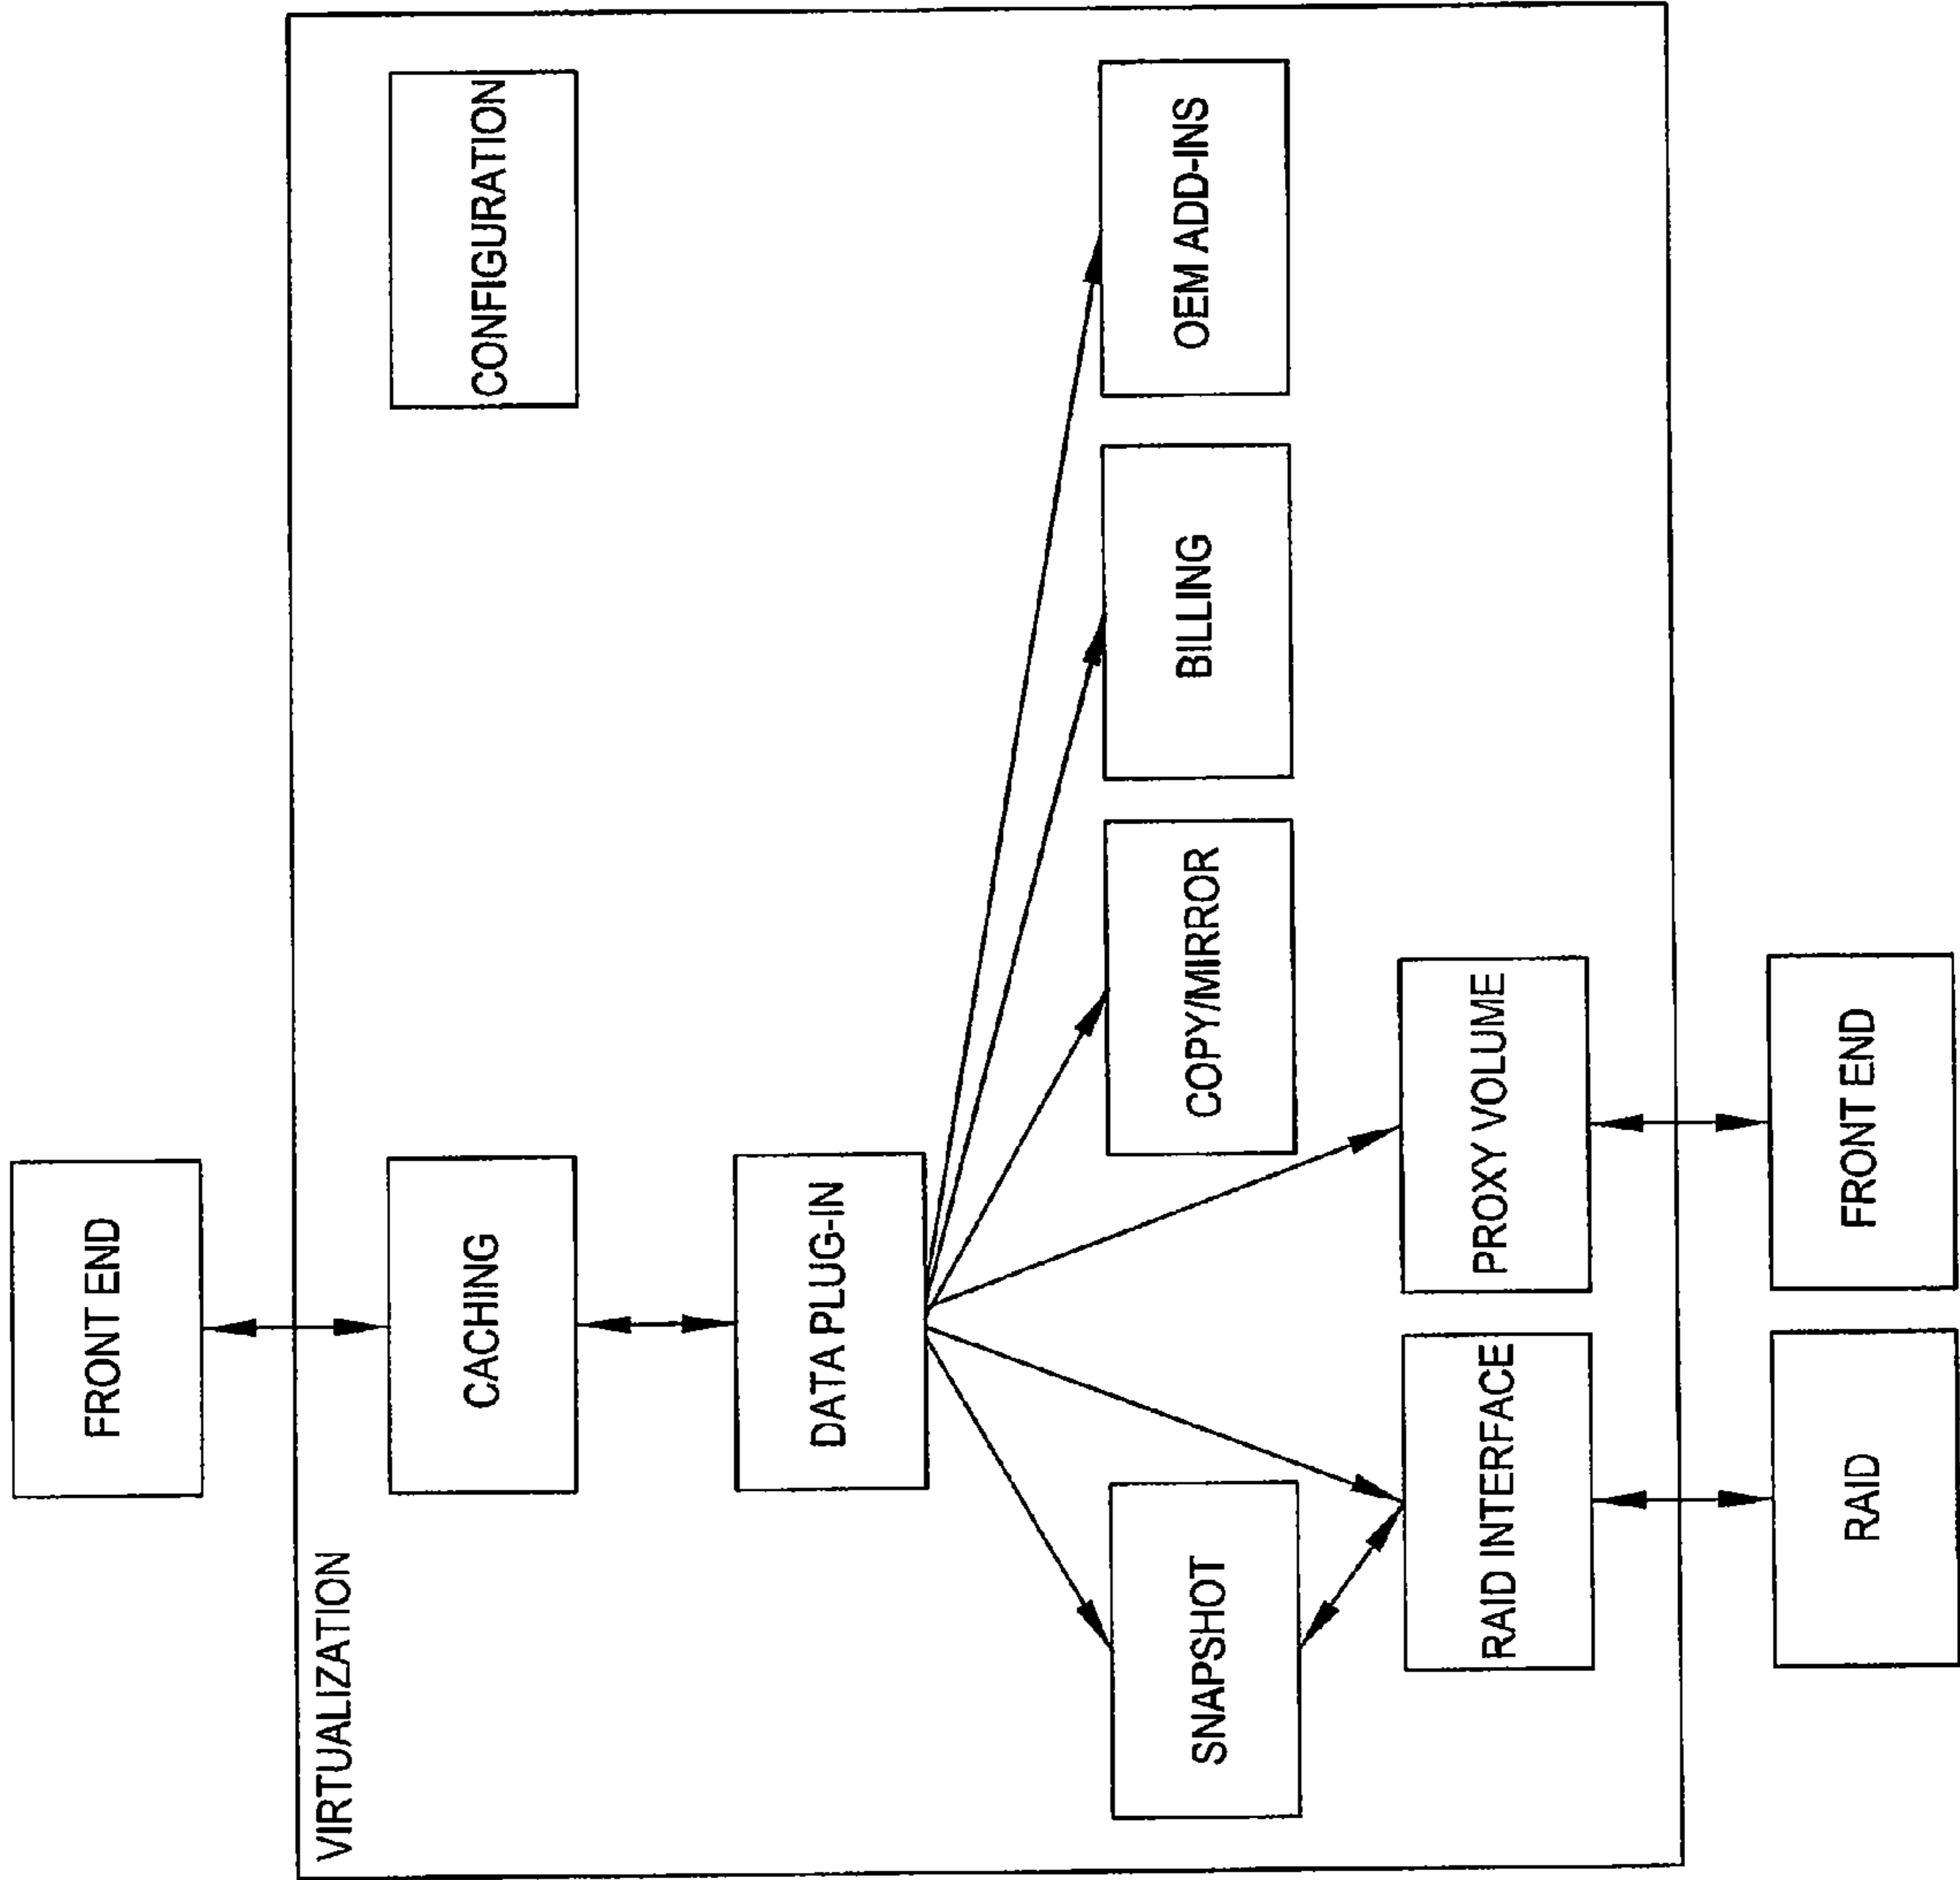 FRONT END
VIRTUALIZATION
CACHING
CONFIGURATION
DATA PLUG-IN
SNAPSHOT
COPY/MIRROR
BILLING
OEM ADD-INS
RAID INTERFACE
PROXY VOLUME
RAID
FRONT END